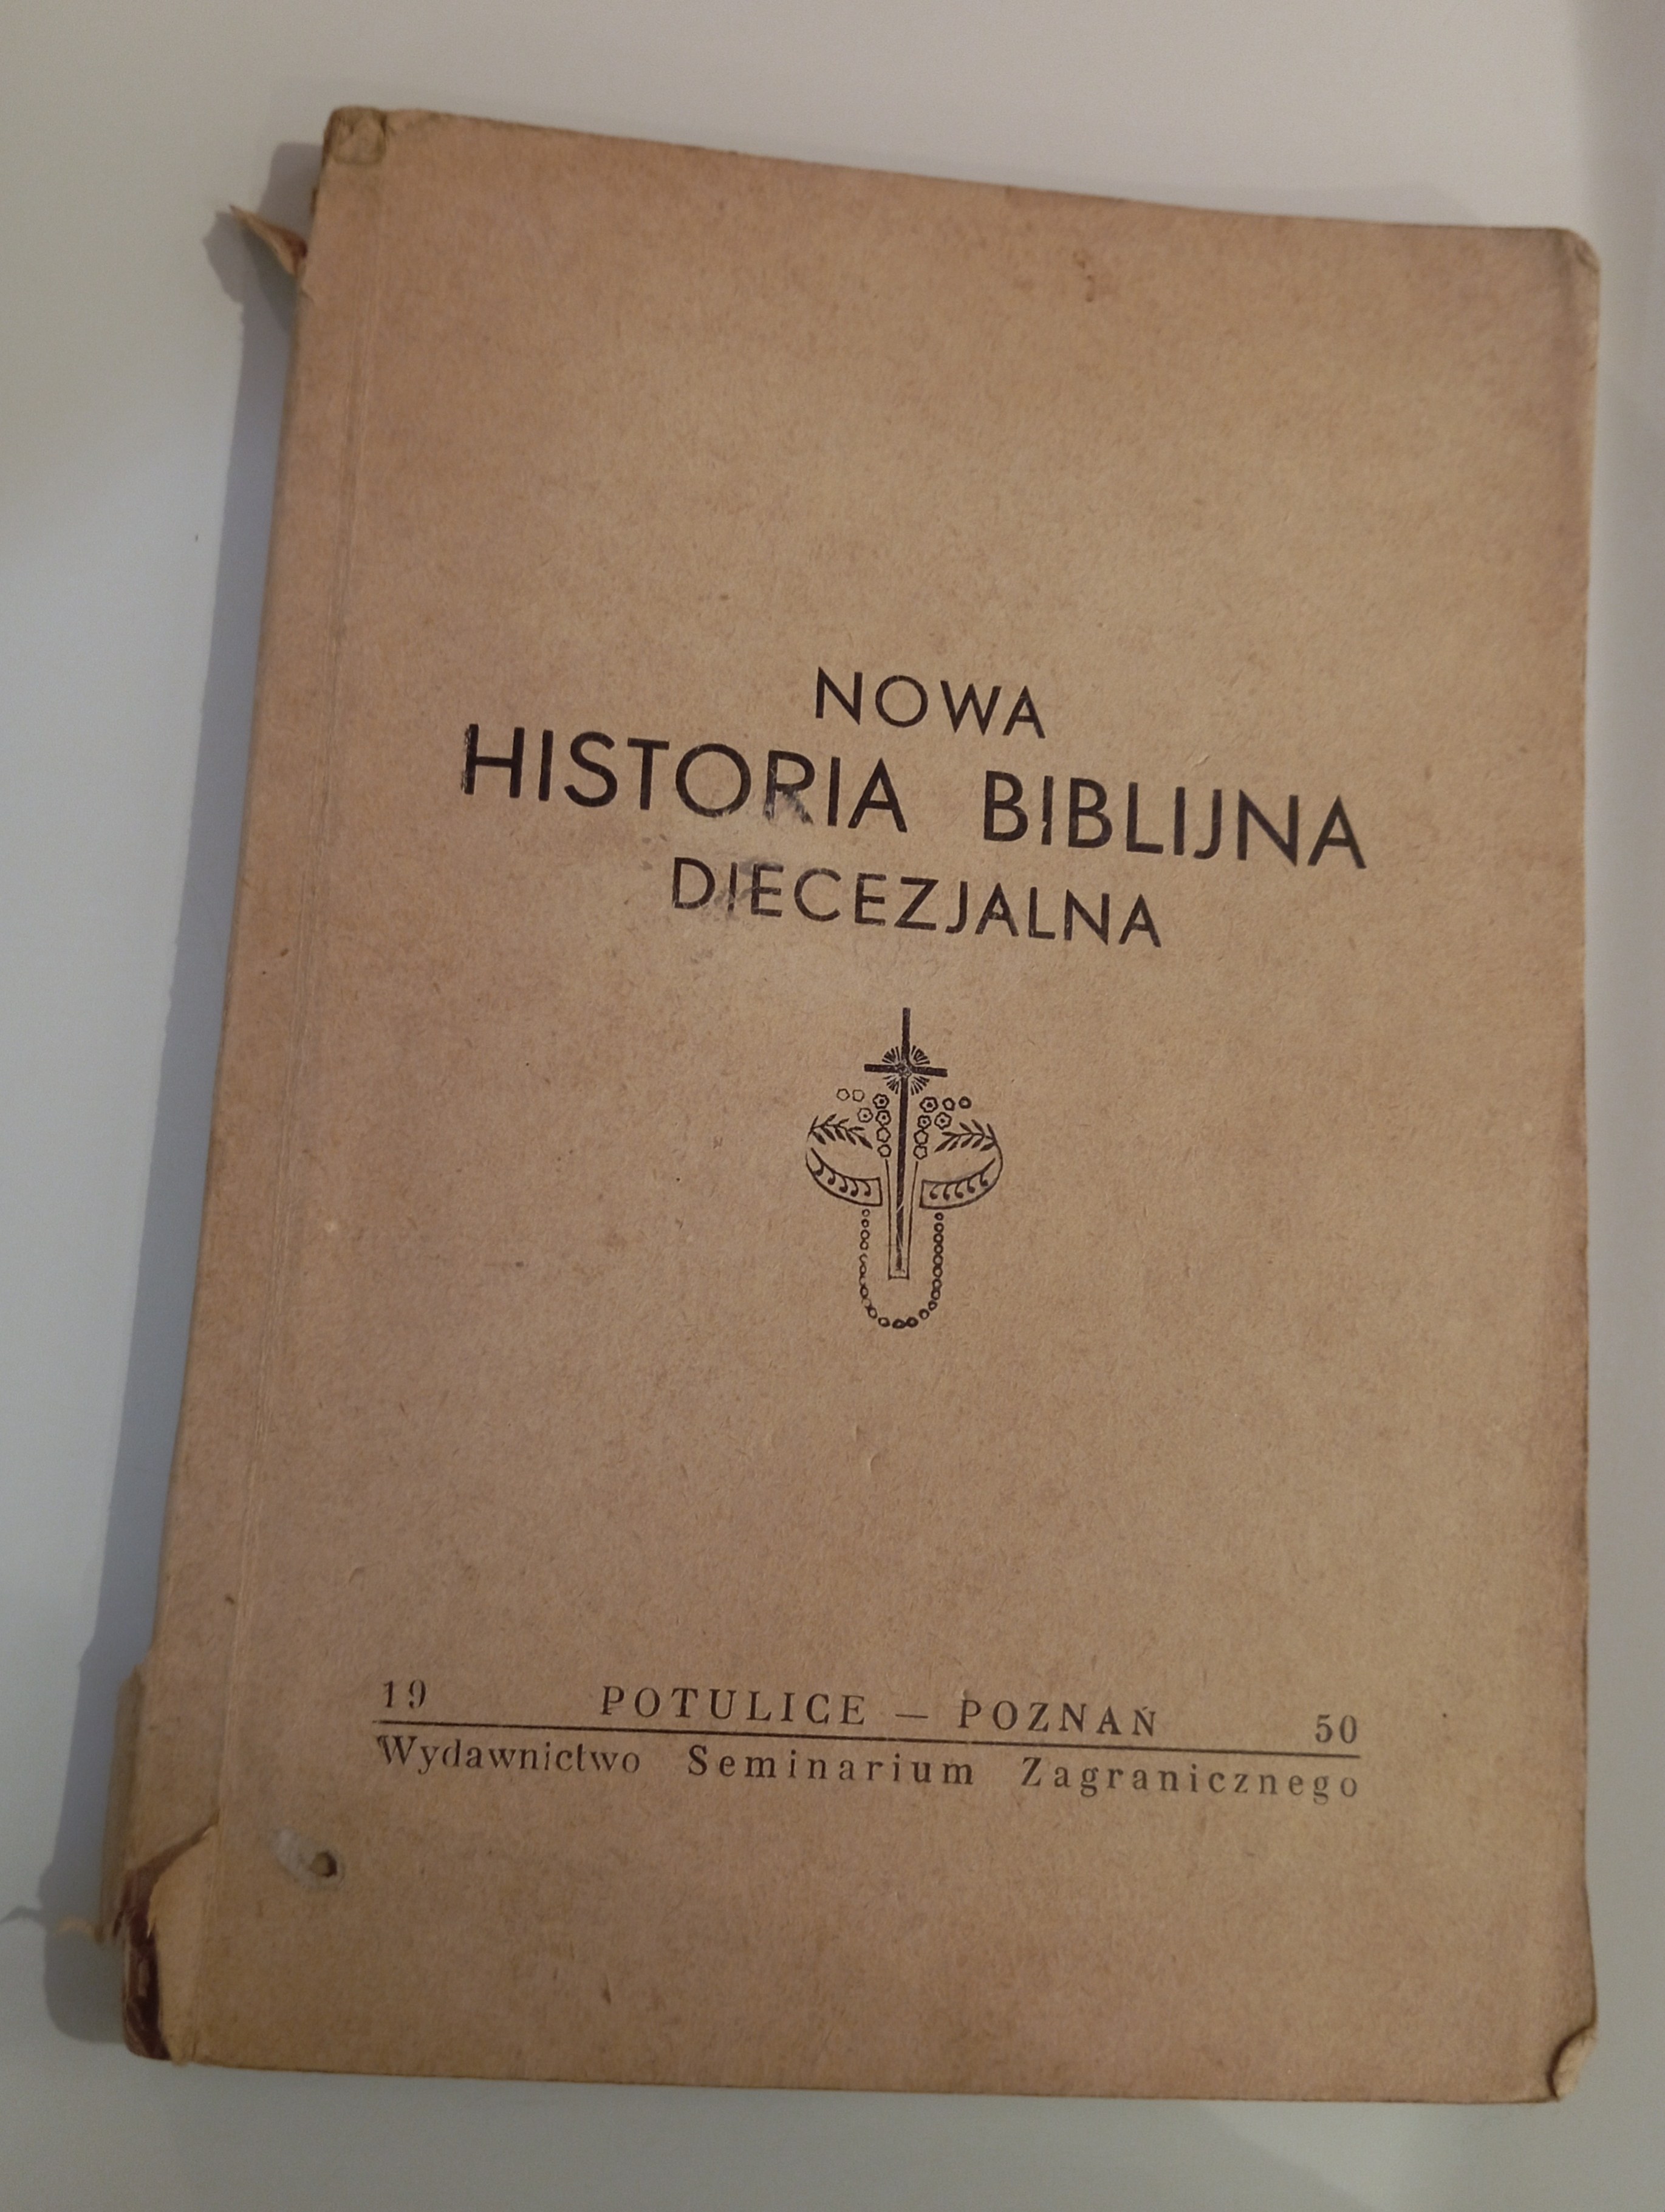 NOWA
HISTORIA BIBLIJNA
DIECEZJALNA
19 POTULICE — POZNAŃ 50
Wydawnictwo Seminarium Zagranicznego